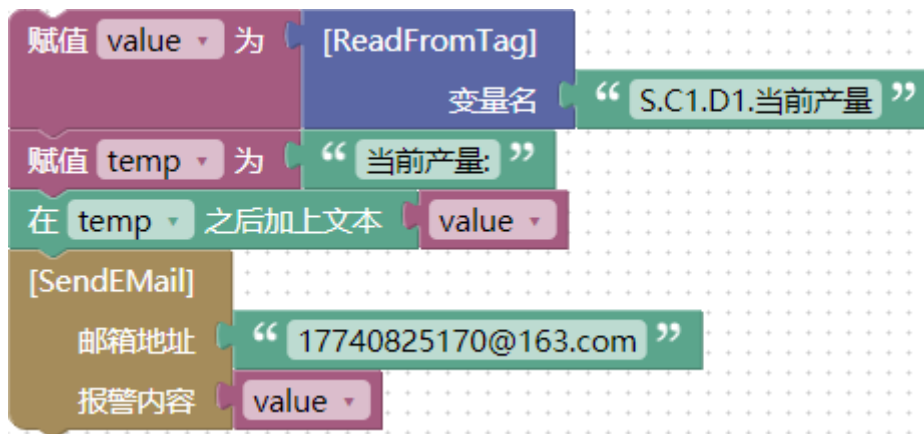 赋值 value 为 [ReadFromTag]
变量名 “ S.C1.D1.当前产量 ”
赋值 temp 为 “ 当前产量: ”
在 temp 之后加上文本 value
[SendEMail]
邮箱地址 “ 17740825170@163.com ”
报警内容 value